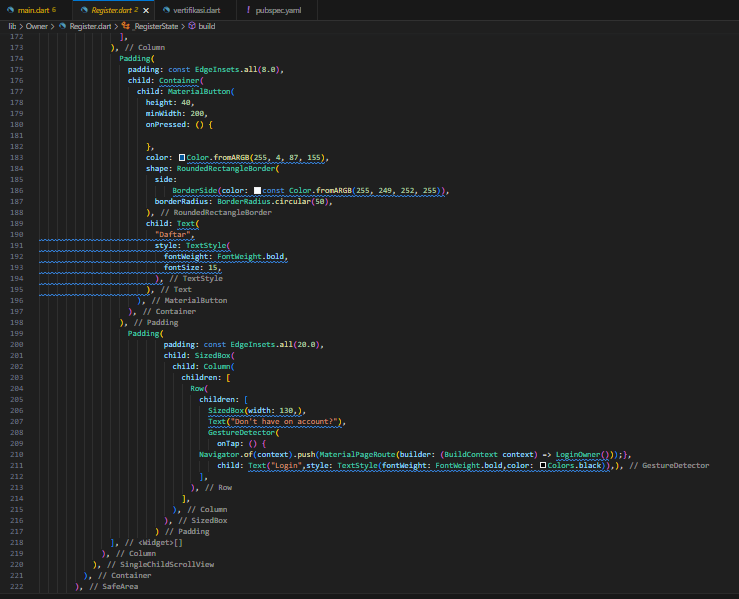 main.dart 6 Register.dart 2 × vertifikasi.dart ! pubspec.yaml
lib > Owner > Register.dart > _RegisterState > build
172 ],
173 ), // Column
174 Padding(
175 padding: const EdgeInsets.all(8.0),
176 child: Container(
177 child: MaterialButton(
178 height: 40,
179 minWidth: 200,
180 onPressed: () {
181
182 },
183 color: Color.fromARGB(255, 4, 87, 155),
184 shape: RoundedRectangleBorder(
185 side:
186 BorderSide(color: const Color.fromARGB(255, 249, 252, 255)),
187 borderRadius: BorderRadius.circular(50),
188 ), // RoundedRectangleBorder
189 child: Text(
190 "Daftar",
191 style: TextStyle(
192 fontWeight: FontWeight.bold,
193 fontSize: 15,
194 ), // TextStyle
195 ), // Text
196 ), // MaterialButton
197 ), // Container
198 ), // Padding
199 Padding(
200 padding: const EdgeInsets.all(20.0),
201 child: SizedBox(
202 child: Column(
203 children: [
204 Row(
205 children: [
206 SizedBox(width: 130,),
207 Text("Don't have on account?"),
208 GestureDetector(
209 onTap: () {
210 Navigator.of(context).push(MaterialPageRoute(builder: (BuildContext context) => LoginOwner()));},
211 child: Text("Login",style: TextStyle(fontWeight: FontWeight.bold,color: Colors.black)),), // GestureDetector
212 ],
213 ), // Row
214 ],
215 ), // Column
216 ), // SizedBox
217 ) // Padding
218 ], // <Widget>[]
219 ), // Column
220 ), // SingleChildScrollView
221 ), // Container
222 ), // SafeArea